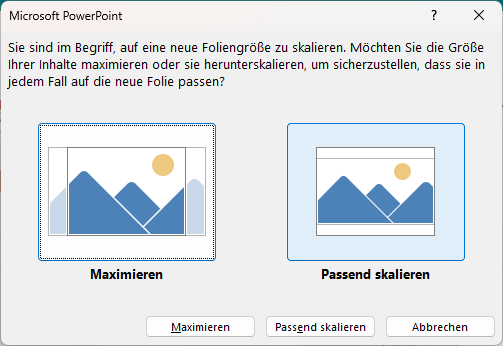 Microsoft PowerPoint
?
Sie sind im Begriff, auf eine neue Foliengröße zu skalieren. Möchten Sie die Größe
Ihrer Inhalte maximieren oder sie herunterskalieren, um sicherzustellen, dass sie in
jedem Fall auf die neue Folie passen?
Maximieren Passend skalieren
Maximieren Passend skalieren Abbrechen